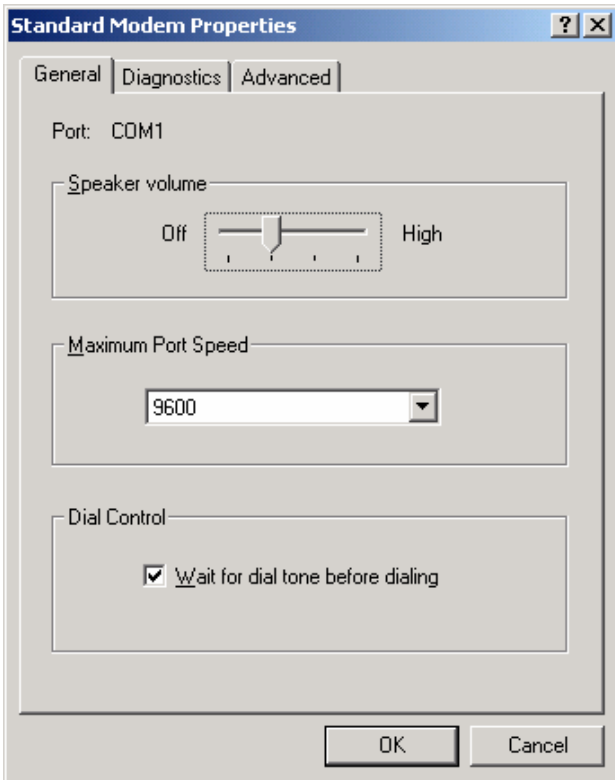 Standard Modem Properties
General Diagnostics Advanced
Port: COM1
Speaker volume
Off High
Maximum Port Speed
9600
Dial Control
Wait for dial tone before dialing
OK Cancel